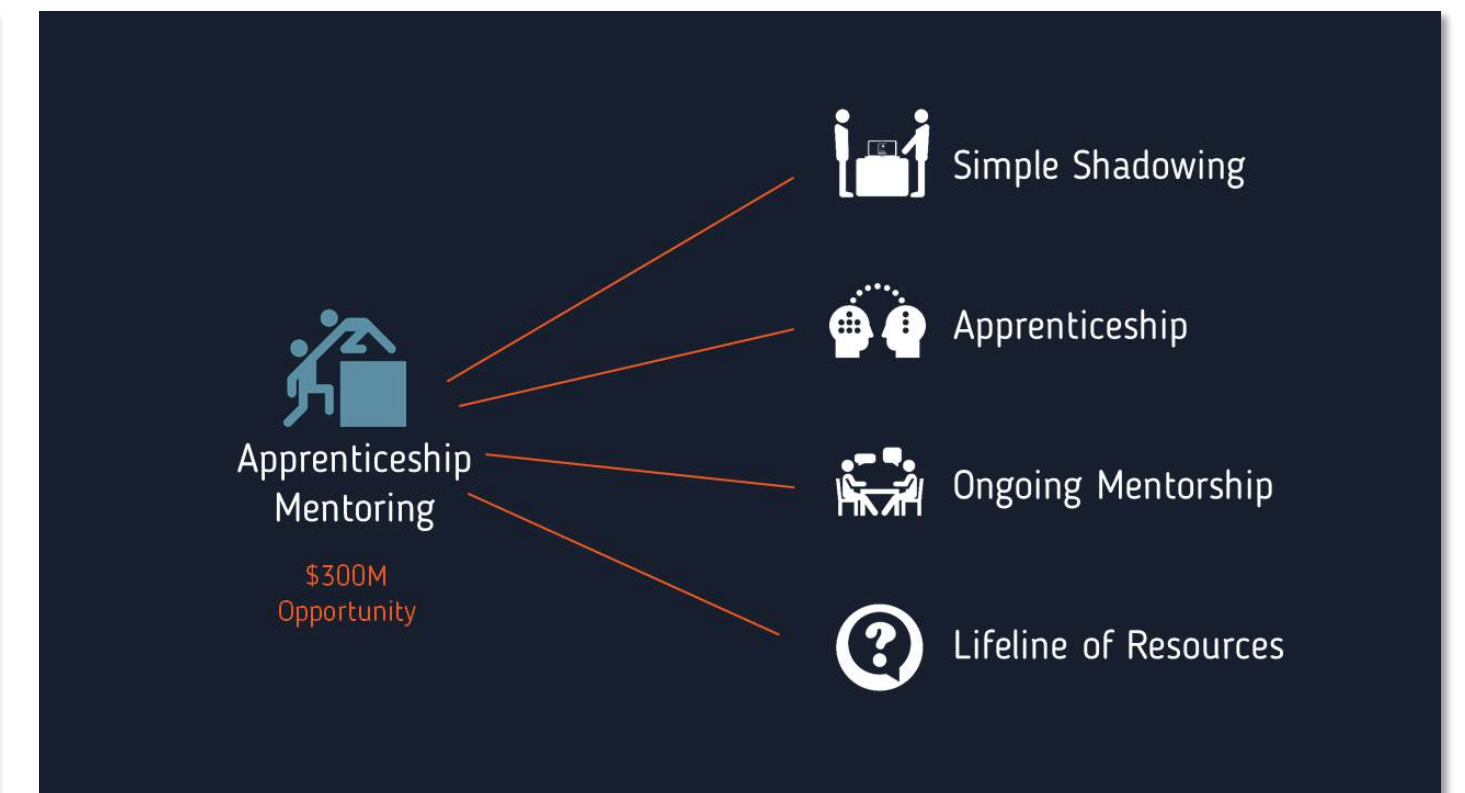 Apprenticeship
Mentoring
$300M
Opportunity
Simple Shadowing
Apprenticeship
Ongoing Mentorship
Lifeline of Resources